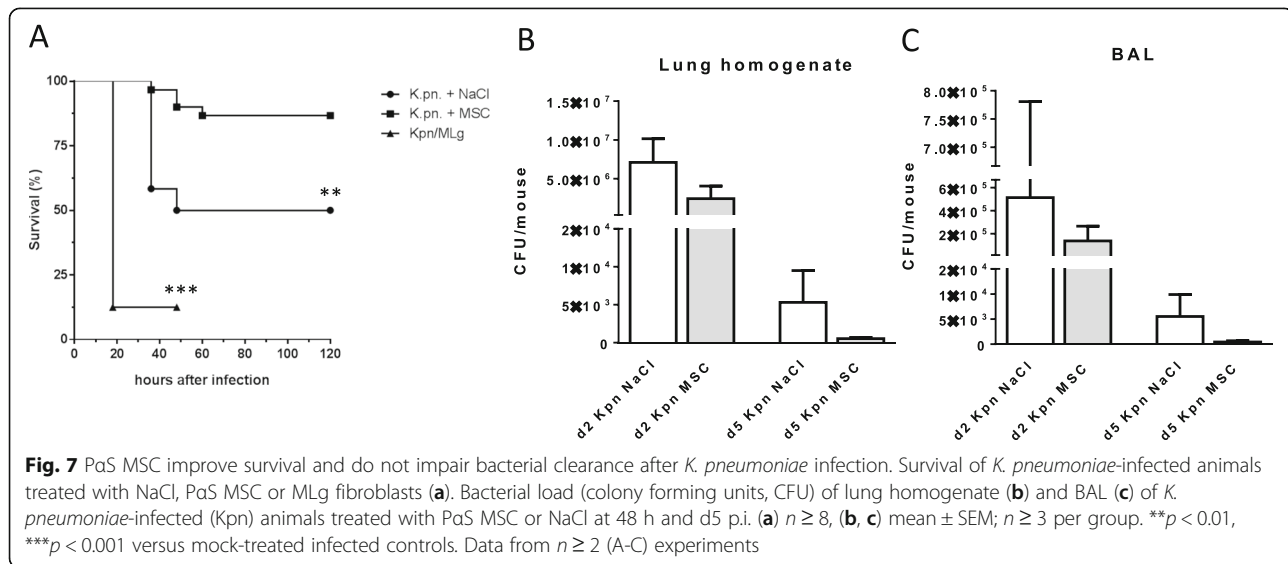 A
100
75
50
25
0
Survival (%)
0 20 40 60 80 100 120
hours after infection
**
***
K.pn. + NaCl
K.pn. + MSC
Kpn/MLg
B
Lung homogenate
CFU/mouse
1.5✖10⁷
1.0✖10⁷
5.0✖10⁶
2✖10⁴
1✖10⁴
5✖10³
0
d2 Kpn NaCl
d2 Kpn MSC
d5 Kpn NaCl
d5 Kpn MSC
C
BAL
CFU/mouse
8.0✖10⁵
7.5✖10⁵
7.0✖10⁵
6✖10⁵
4✖10⁵
2✖10⁵
2✖10⁴
1✖10⁴
5✖10³
0
d2 Kpn NaCl
d2 Kpn MSC
d5 Kpn NaCl
d5 Kpn MSC
Fig. 7 PαS MSC improve survival and do not impair bacterial clearance after K. pneumoniae infection. Survival of K. pneumoniae-infected animals
treated with NaCl, PαS MSC or MLg fibroblasts (a). Bacterial load (colony forming units, CFU) of lung homogenate (b) and BAL (c) of K.
pneumoniae-infected (Kpn) animals treated with PαS MSC or NaCl at 48 h and d5 p.i. (a) n ≥ 8, (b, c) mean ± SEM; n ≥ 3 per group. **p < 0.01,
***p < 0.001 versus mock-treated infected controls. Data from n ≥ 2 (A-C) experiments